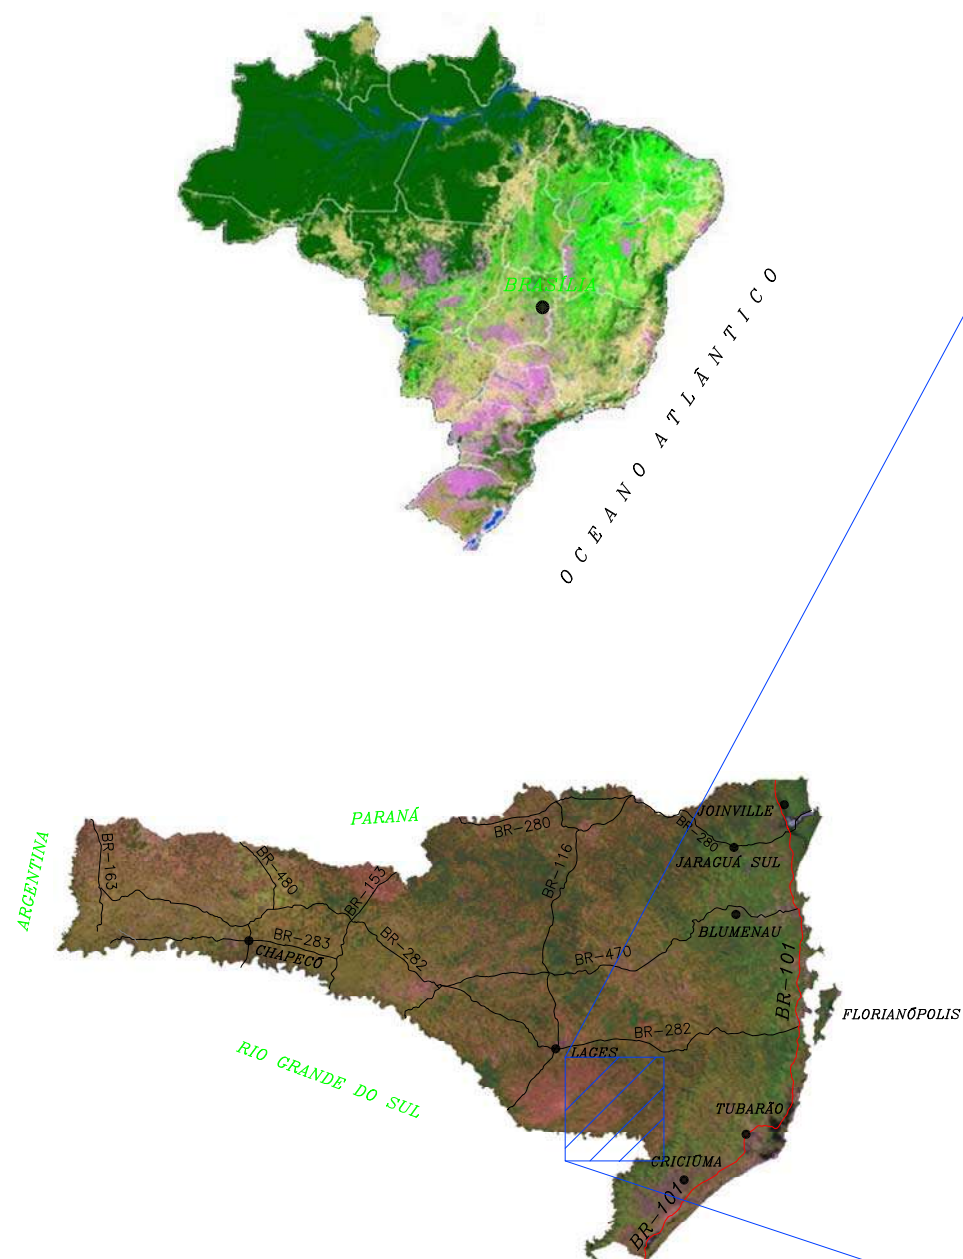 BRASÍLIA
OCEANO ATLÂNTICO
PARANÁ
ARGENTINA
RIO GRANDE DO SUL
JOINVILLE
BR-280
BR-280
JARAGUÁ SUL
BR-163
BR-480
BR-153
BR-116
BLUMENAU
BR-283
CHAPECÓ
BR-282
BR-470
BR-101
FLORIANÓPOLIS
BR-282
LAGES
TUBARÃO
CRICIÚMA
BR-101